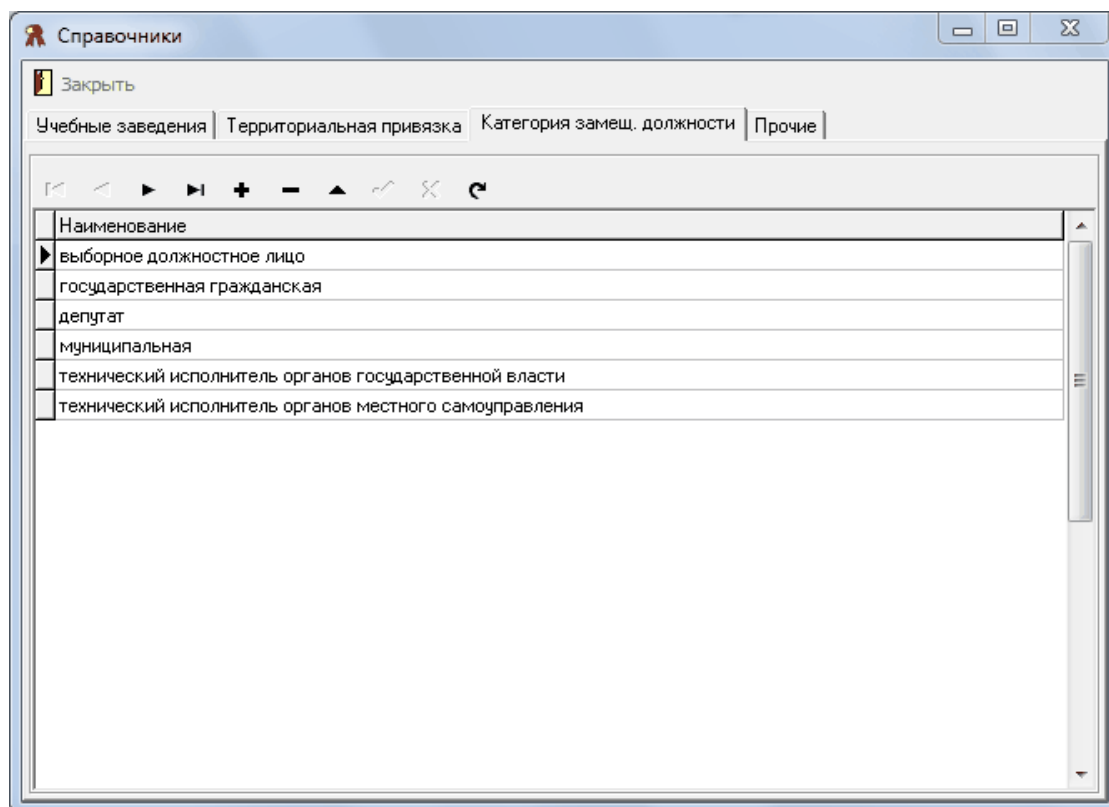 Справочники
Закрыть
Учебные заведения Территориальная привязка Категория замещ. должности Прочие
Наименование
выборное должностное лицо
государственная гражданская
депутат
муниципальная
технический исполнитель органов государственной власти
технический исполнитель органов местного самоуправления